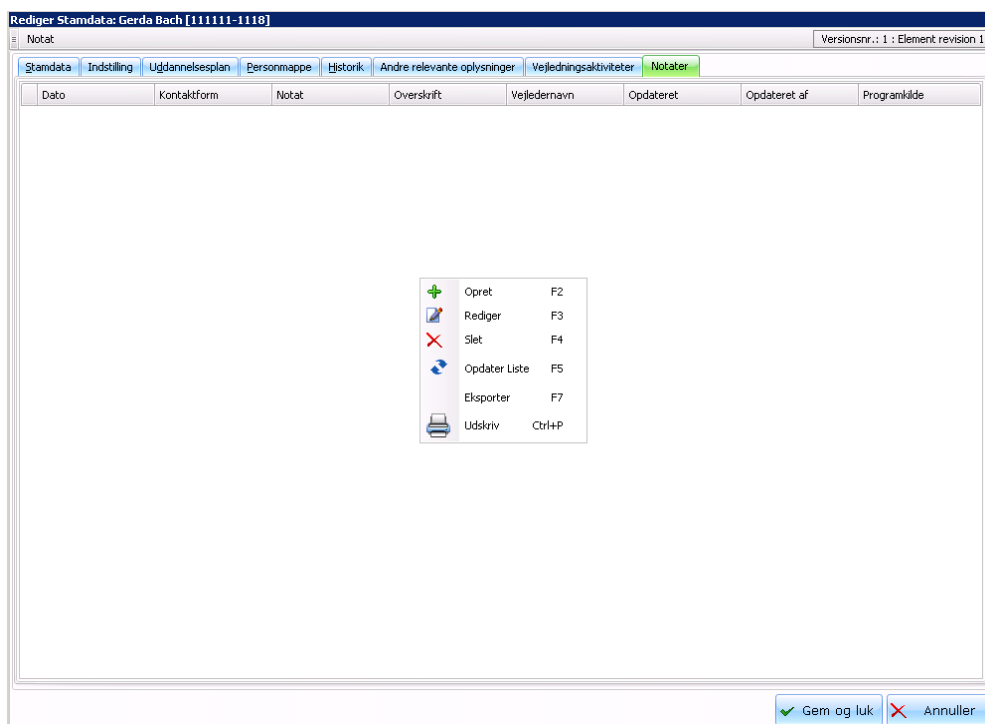 Rediger Stamdata: Gerda Bach [111111-1118]
Notat Versionsnr.: 1 : Element revision 1
Stamdata Indstilling Uddannelsesplan Personmappe Historik Andre relevante oplysninger Vejledningsaktiviteter Notater
Dato Kontaktform Notat Overskrift Vejledernavn Opdateret Opdateret af Programkilde
Opret F2
Rediger F3
Slet F4
Opdater Liste F5
Eksporter F7
Udskriv Ctrl+P
Gem og luk Annuller